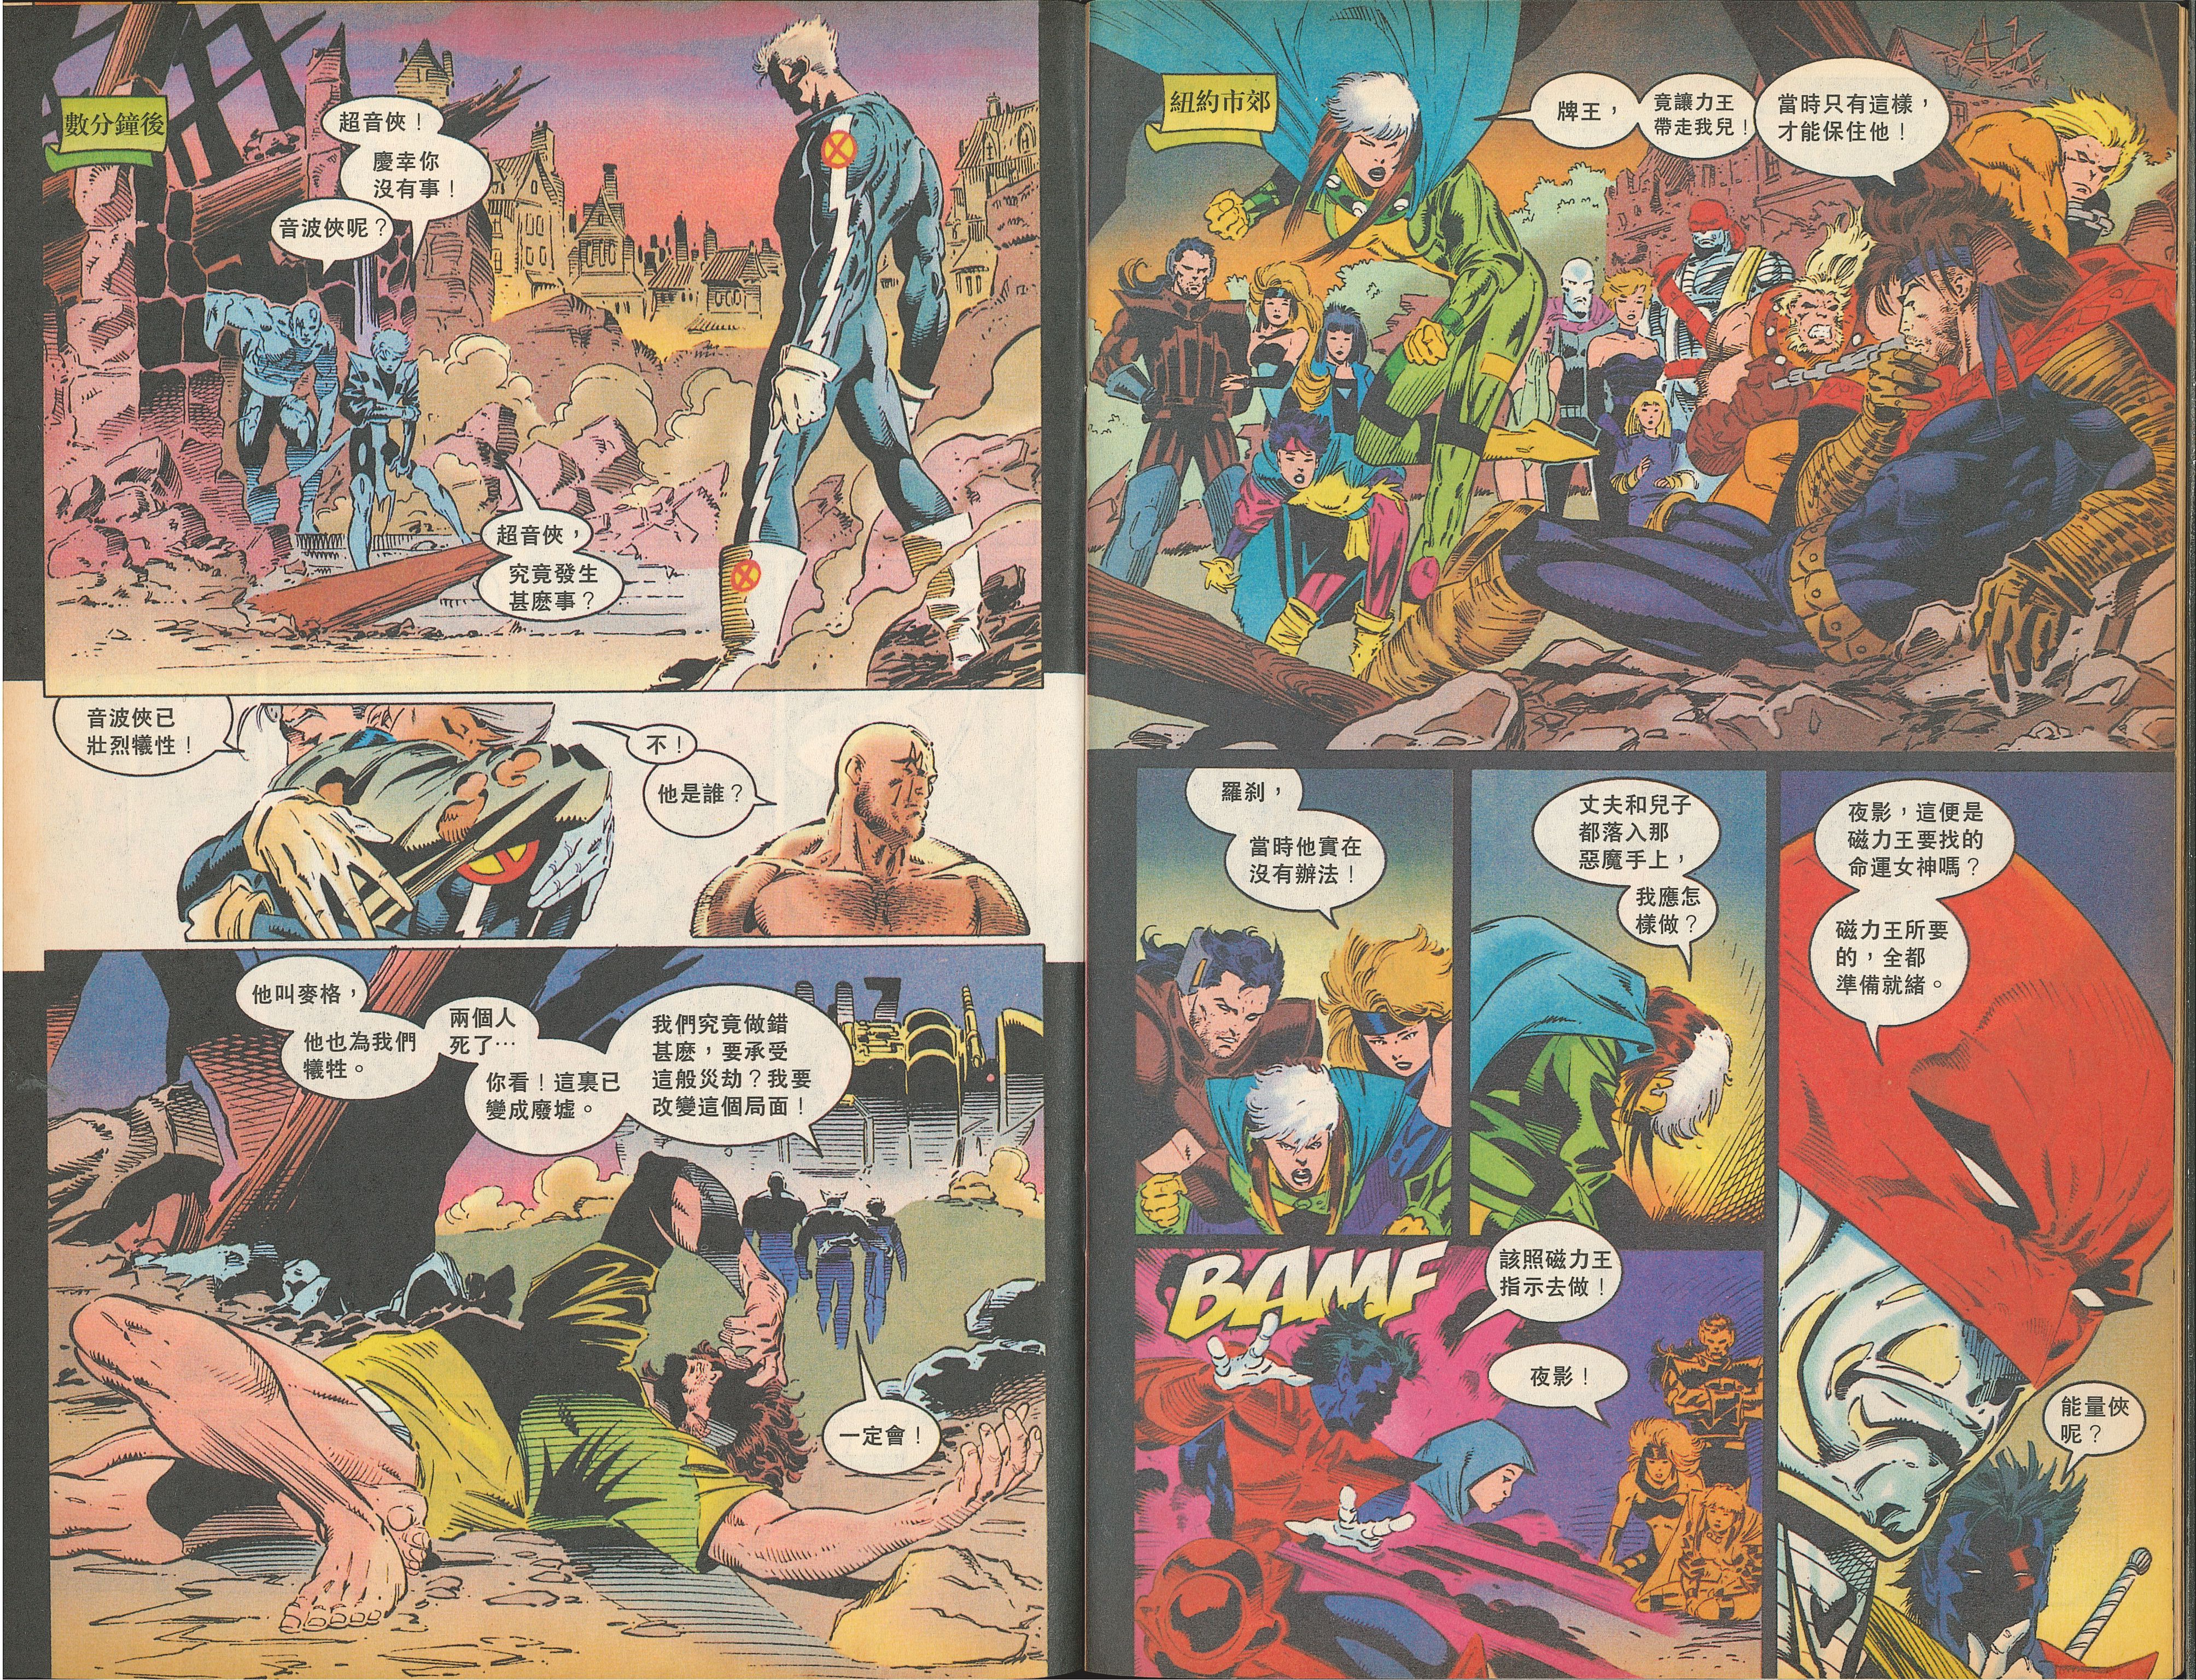 數分鐘後
超音俠！
慶幸你
沒有事！
音波俠呢？
超音俠，
究竟發生
甚麽事？
音波俠已
壯烈犧性！
不！
他是誰？
他叫麥格，
他也為我們
犧牲。
兩個人
死了…
你看！這裏已
變成廢墟。
我們究竟做錯
甚麽，要承受
這般災劫？我要
改變這個局面！
一定會！
紐約市郊
牌王，
竟讓力王
帶走我兒！
當時只有這樣，
才能保住他！
羅刹，
當時他實在
沒有辦法！
丈夫和兒子
都落入那
惡魔手上，
我應怎
樣做？
夜影，這便是
磁力王要找的
命運女神嗎？
磁力王所要
的，全都
準備就緒。
BAMF
該照磁力王
指示去做！
夜影！
能量俠
呢？